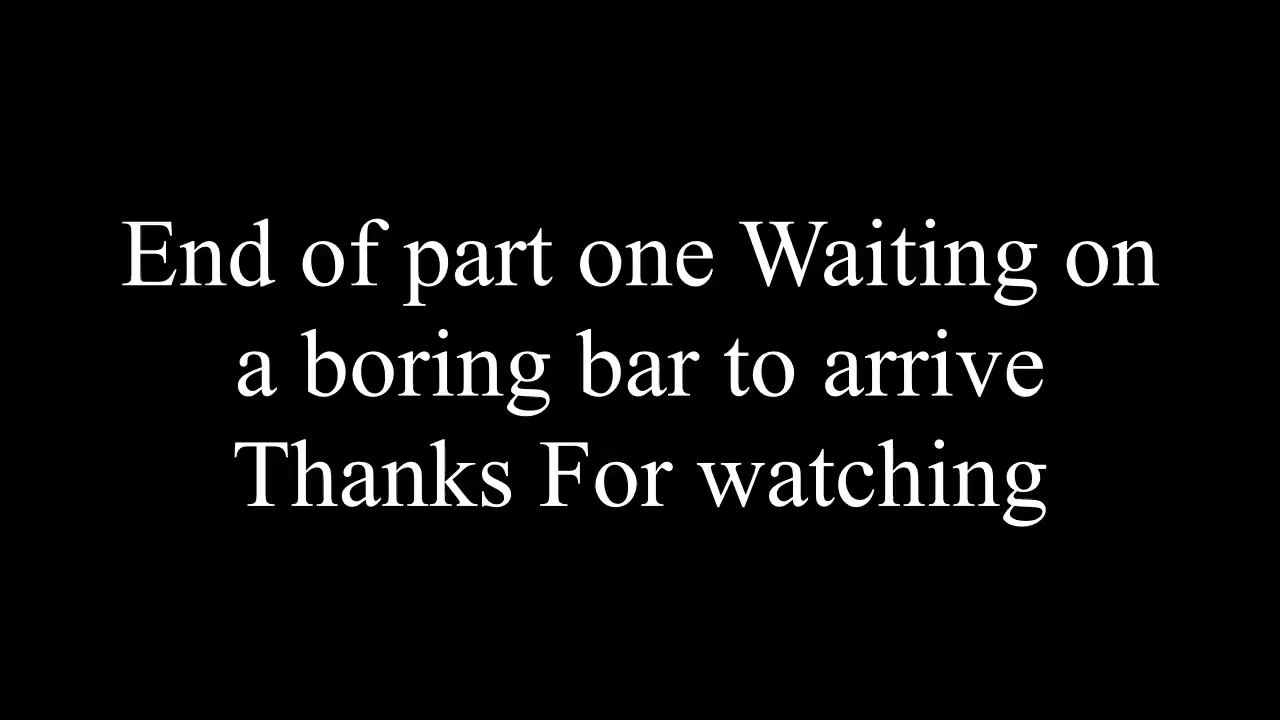 End of part one Waiting on
a boring bar to arrive
Thanks For watching